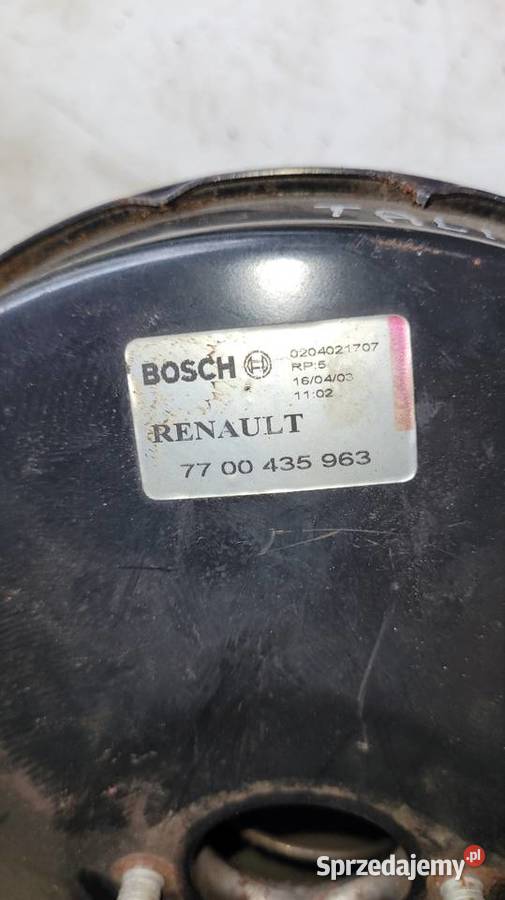 BOSCH 0204021707
RP:5
16/04/03
11:02
RENAULT
77 00 435 963
Sprzedajemy.pl